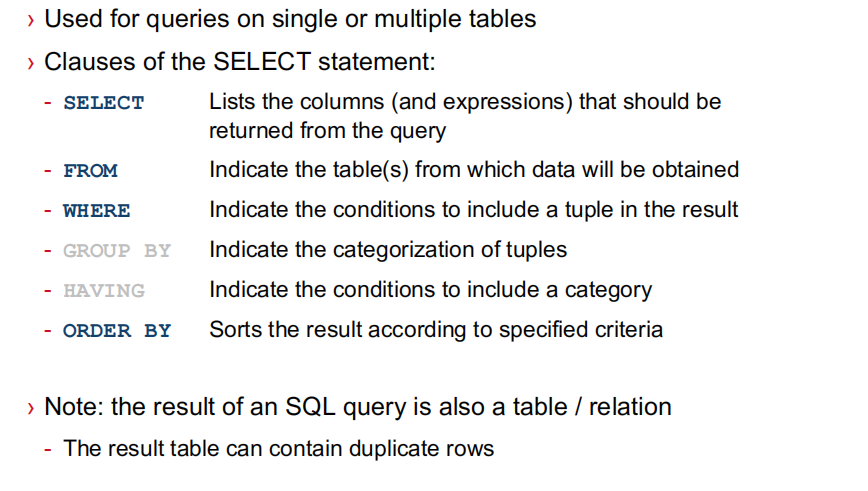 › Used for queries on single or multiple tables
› Clauses of the SELECT statement:
- SELECT Lists the columns (and expressions) that should be
returned from the query
- FROM Indicate the table(s) from which data will be obtained
- WHERE Indicate the conditions to include a tuple in the result
- GROUP BY Indicate the categorization of tuples
- HAVING Indicate the conditions to include a category
- ORDER BY Sorts the result according to specified criteria
› Note: the result of an SQL query is also a table / relation
- The result table can contain duplicate rows